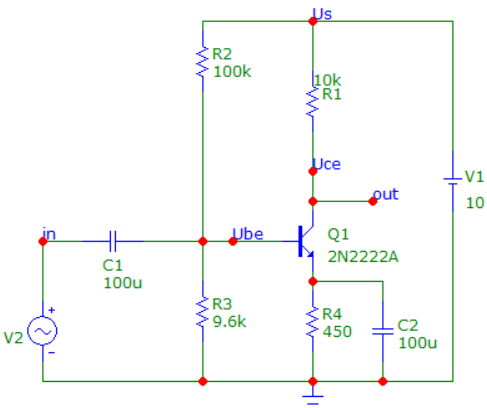 Us
R2
100k
10k
R1
Uce
V1
10
out
in
Ube
Q1
2N2222A
C1
100u
R3
9.6k
R4
450
C2
100u
V2
+
-